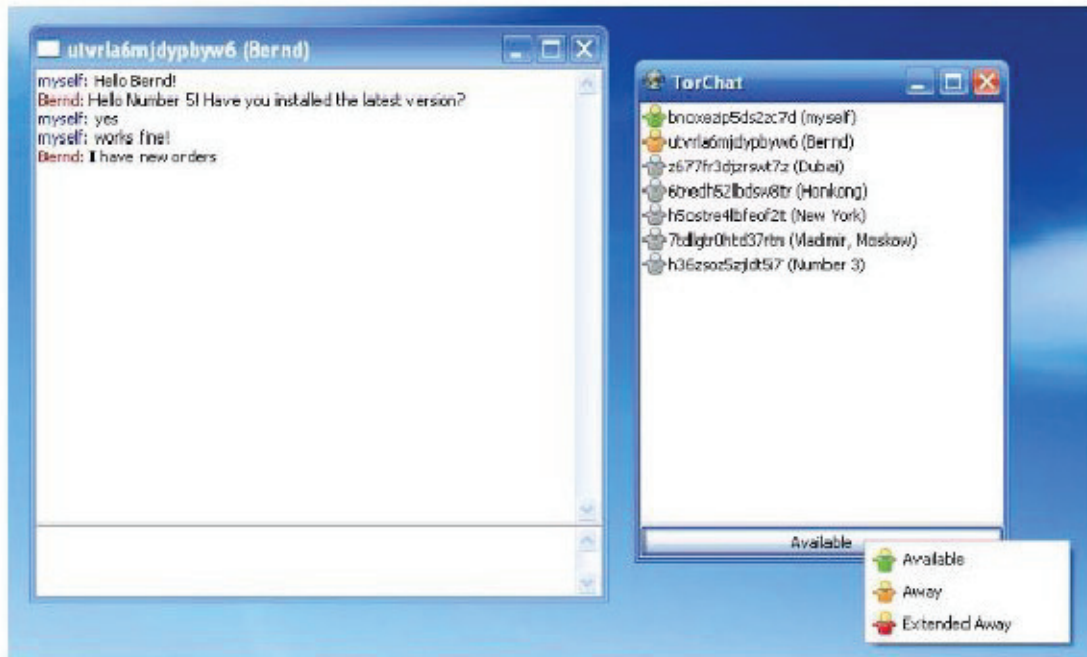 utvrla6mjdypbyw6 (Bernd)
myself: Hello Bernd!
Bernd: Hello Number 5! Have you installed the latest version?
myself: yes
myself: works fine!
Bernd: I have new orders
TorChat
(myself)
utvrla6mjdypbyw6 (Bernd)
z677fr3djzrswt7z (Dubai)
(Honkong)
(New York)
(Vladimir, Moskow)
(Number 3)
Available
Available
Away
Extended Away